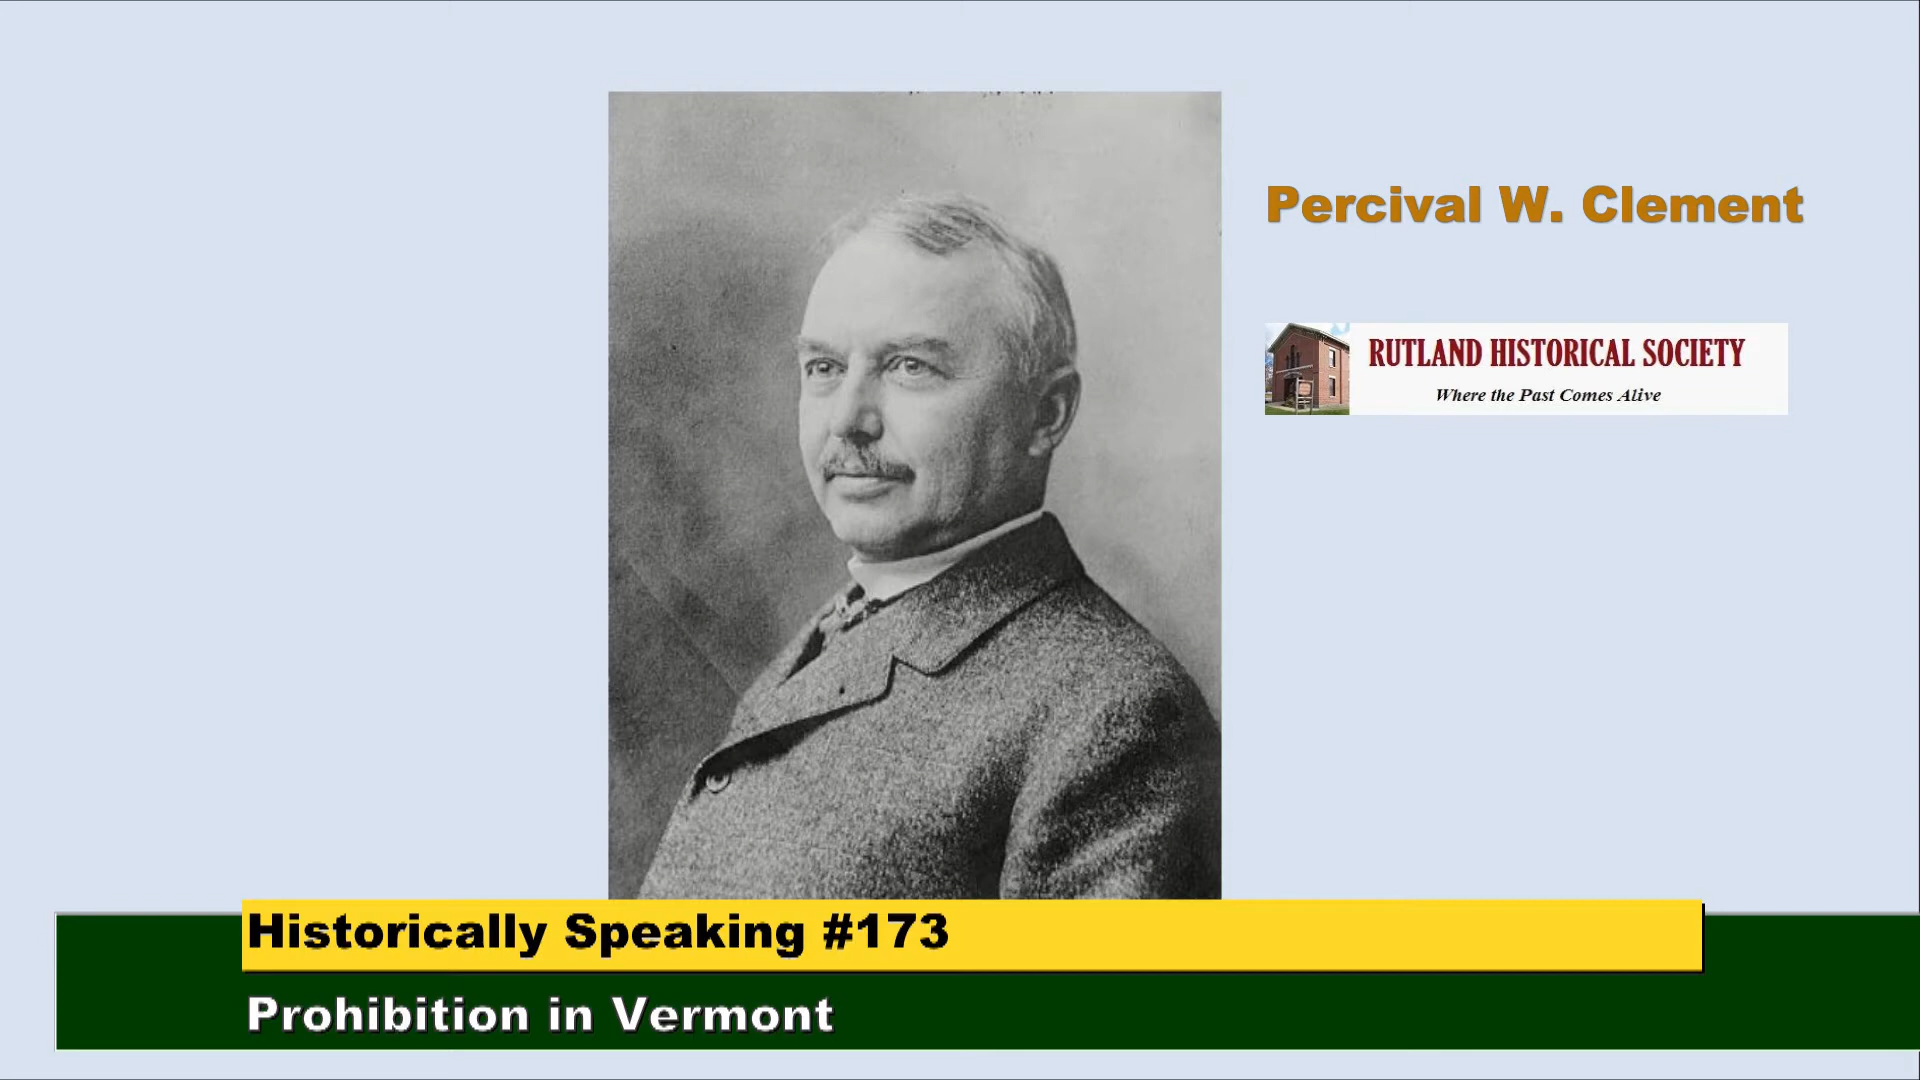 Percival W. Clement
RUTLAND HISTORICAL SOCIETY
Where the Past Comes Alive
Historically Speaking #173
Prohibition in Vermont